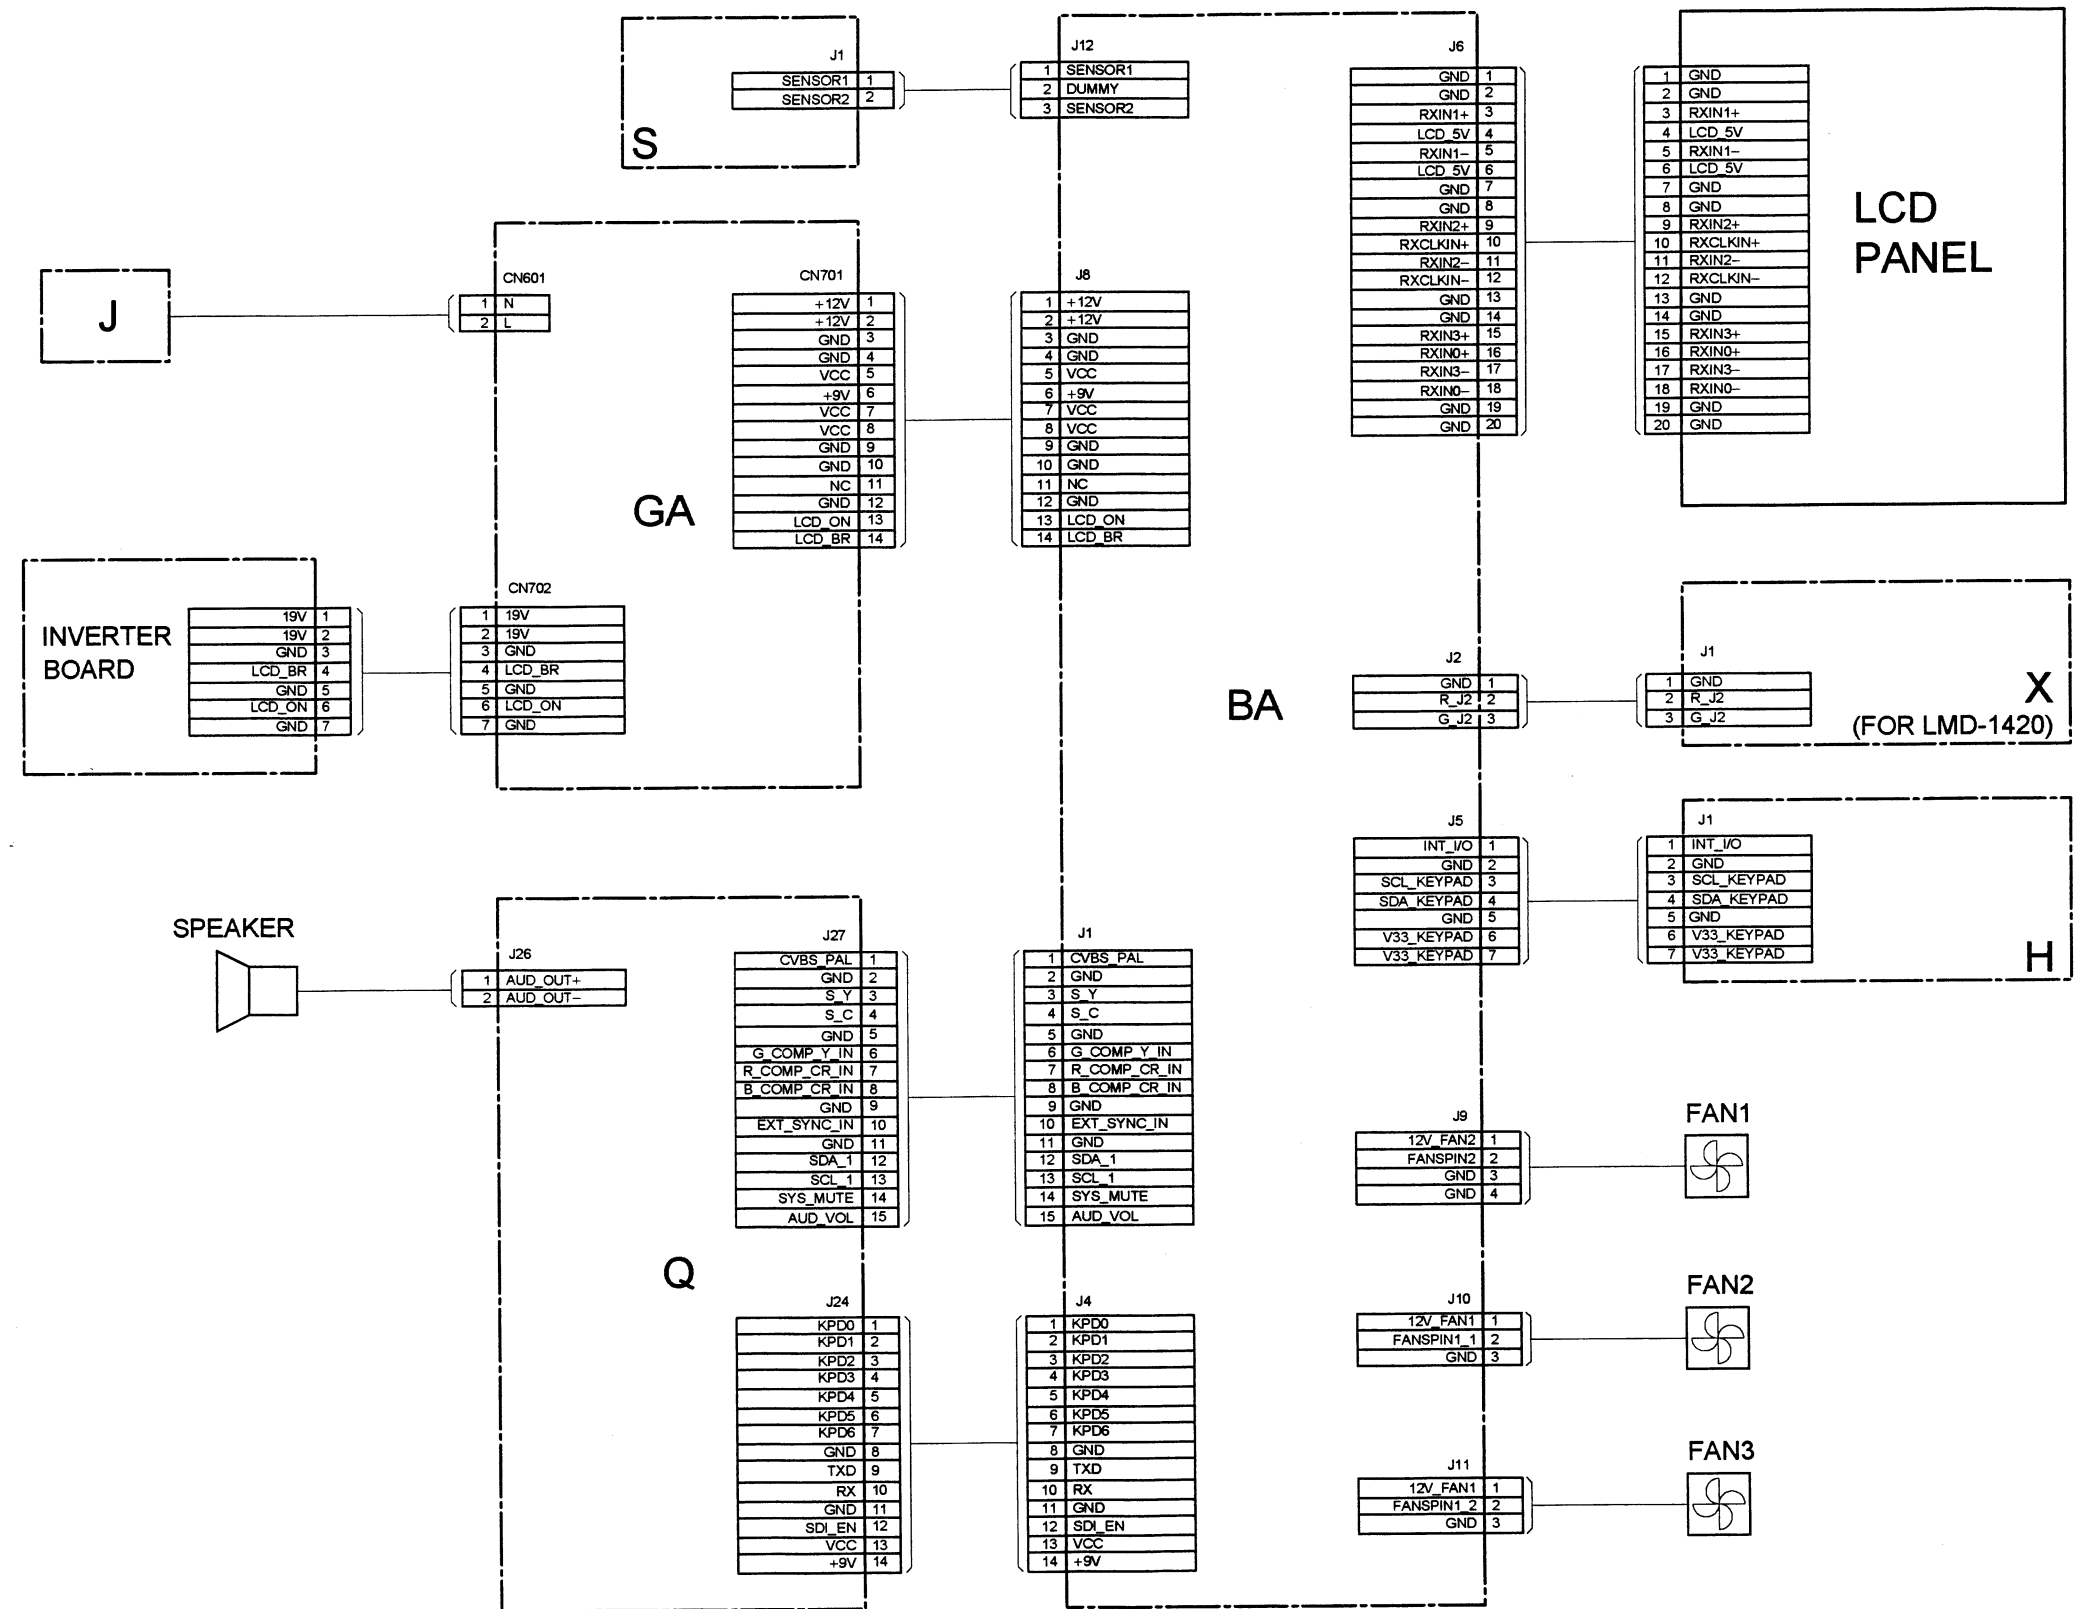 S
J1
SENSOR1 1
SENSOR2 2
J12
1 SENSOR1
2 DUMMY
3 SENSOR2
J6
GND 1
GND 2
RXIN1+ 3
LCD_5V 4
RXIN1− 5
LCD_5V 6
GND 7
GND 8
RXIN2+ 9
RXCLKIN+ 10
RXIN2− 11
RXCLKIN− 12
GND 13
GND 14
RXIN3+ 15
RXIN0+ 16
RXIN3− 17
RXIN0− 18
GND 19
GND 20
1 GND
2 GND
3 RXIN1+
4 LCD_5V
5 RXIN1−
6 LCD_5V
7 GND
8 GND
9 RXIN2+
10 RXCLKIN+
11 RXIN2−
12 RXCLKIN−
13 GND
14 GND
15 RXIN3+
16 RXIN0+
17 RXIN3−
18 RXIN0−
19 GND
20 GND
LCD
PANEL
J
CN601
1 N
2 L
CN701
+12V 1
+12V 2
GND 3
GND 4
VCC 5
+9V 6
VCC 7
VCC 8
GND 9
GND 10
NC 11
GND 12
LCD_ON 13
LCD_BR 14
GA
J8
1 +12V
2 +12V
3 GND
4 GND
5 VCC
6 +9V
7 VCC
8 VCC
9 GND
10 GND
11 NC
12 GND
13 LCD_ON
14 LCD_BR
INVERTER
BOARD
19V 1
19V 2
GND 3
LCD_BR 4
GND 5
LCD_ON 6
GND 7
CN702
1 19V
2 19V
3 GND
4 LCD_BR
5 GND
6 LCD_ON
7 GND
BA
J2
GND 1
R_J2 2
G_J2 3
J1
1 GND
2 R_J2
3 G_J2
X
(FOR LMD-1420)
J5
INT_I/O 1
GND 2
SCL_KEYPAD 3
SDA_KEYPAD 4
GND 5
V33_KEYPAD 6
V33_KEYPAD 7
J1
1 INT_I/O
2 GND
3 SCL_KEYPAD
4 SDA_KEYPAD
5 GND
6 V33_KEYPAD
7 V33_KEYPAD
H
SPEAKER
J26
1 AUD_OUT+
2 AUD_OUT−
J27
CVBS_PAL 1
GND 2
S_Y 3
S_C 4
GND 5
G_COMP_Y_IN 6
R_COMP_CR_IN 7
B_COMP_CR_IN 8
GND 9
EXT_SYNC_IN 10
GND 11
SDA_1 12
SCL_1 13
SYS_MUTE 14
AUD_VOL 15
J1
1 CVBS_PAL
2 GND
3 S_Y
4 S_C
5 GND
6 G_COMP_Y_IN
7 R_COMP_CR_IN
8 B_COMP_CR_IN
9 GND
10 EXT_SYNC_IN
11 GND
12 SDA_1
13 SCL_1
14 SYS_MUTE
15 AUD_VOL
Q
J9
12V_FAN2 1
FANSPIN2 2
GND 3
GND 4
FAN1
J24
KPD0 1
KPD1 2
KPD2 3
KPD3 4
KPD4 5
KPD5 6
KPD6 7
GND 8
TXD 9
RX 10
GND 11
SDI_EN 12
VCC 13
+9V 14
J4
1 KPD0
2 KPD1
3 KPD2
4 KPD3
5 KPD4
6 KPD5
7 KPD6
8 GND
9 TXD
10 RX
11 GND
12 SDI_EN
13 VCC
14 +9V
J10
12V_FAN1 1
FANSPIN1_1 2
GND 3
FAN2
J11
12V_FAN1 1
FANSPIN1_2 2
GND 3
FAN3